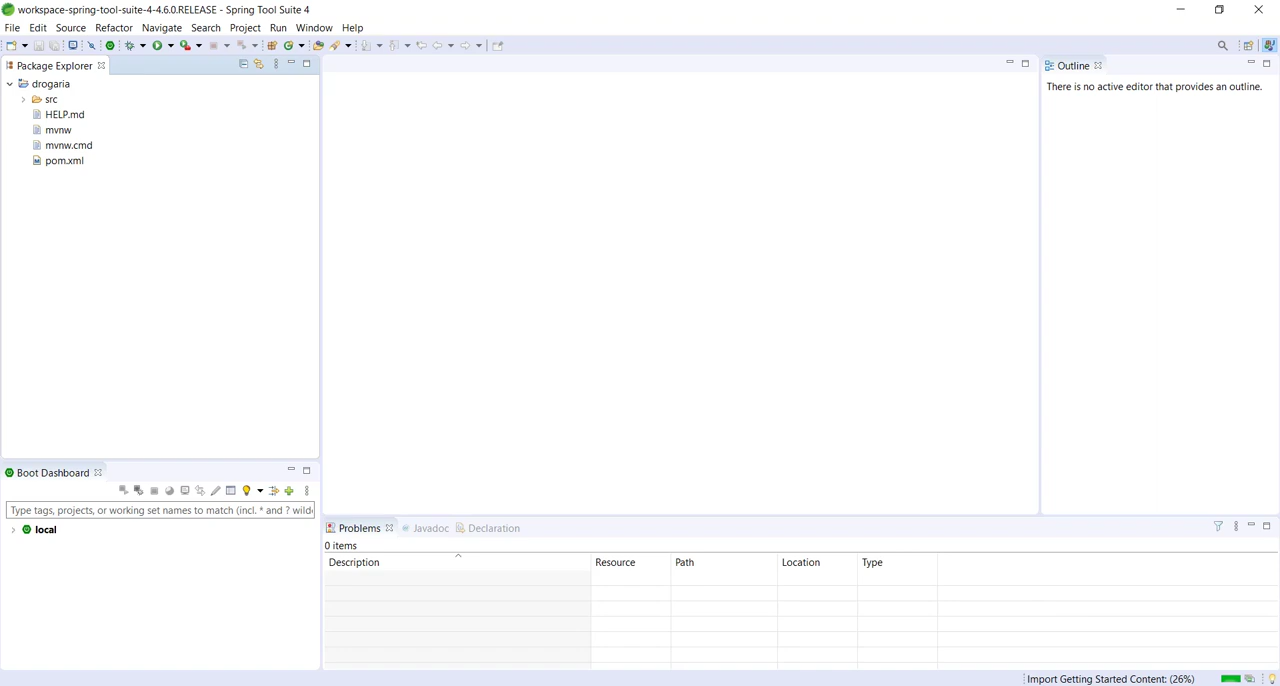 workspace-spring-tool-suite-4-4.6.0.RELEASE - Spring Tool Suite 4
File Edit Source Refactor Navigate Search Project Run Window Help
Package Explorer
drogaria
src
HELP.md
mvnw
mvnw.cmd
pom.xml
Outline
There is no active editor that provides an outline.
Boot Dashboard
Type tags, projects, or working set names to match (incl. * and ? wild
local
Problems Javadoc Declaration
0 items
Description Resource Path Location Type
Import Getting Started Content: (26%)